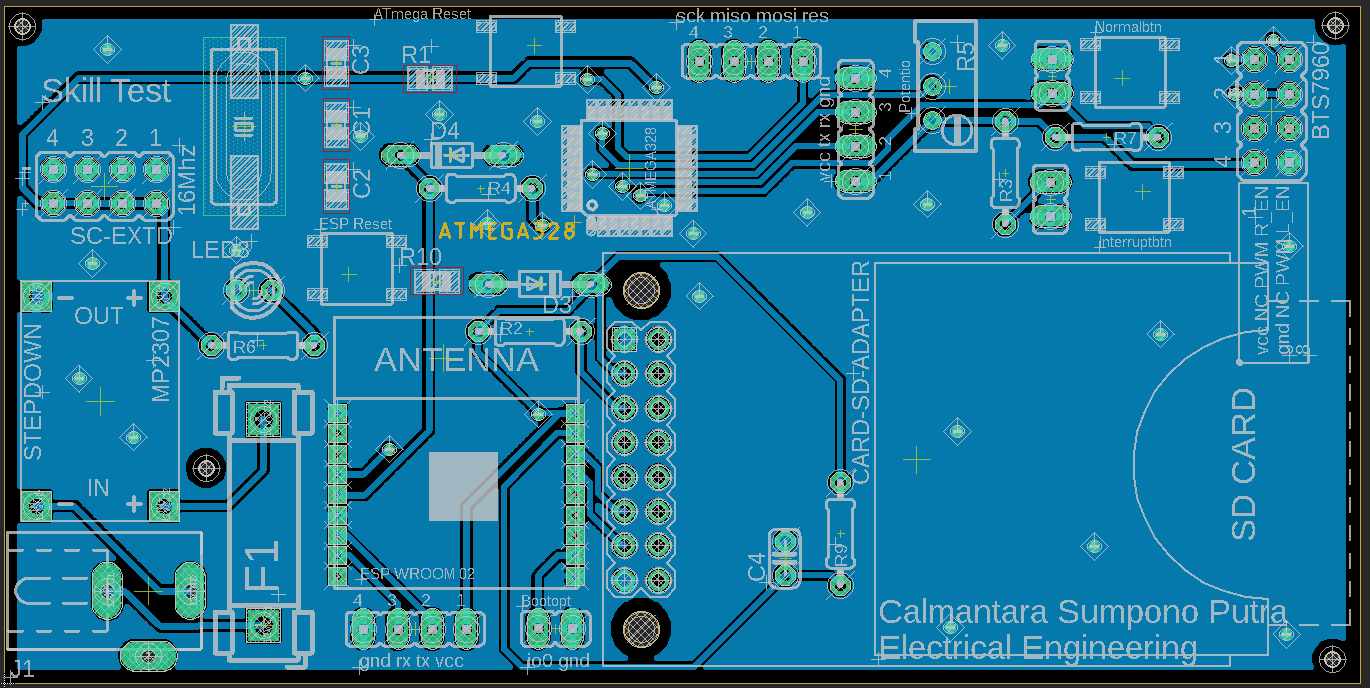 ATmega Reset
sck miso mosi res
4 3 2 1
Normalbtn
C3
R1
R5
Potentio
BTS7960
Skill Test
4 3 2 1
16Mhz
C1
C2
D4
R4
ATMEGA328
ATMEGA328
vcc tx rx gnd
4
3
2
1
R7
R3
1
2
3
4
SC-EXTD
ESP Reset
LED3
R10
D3
Interruptbtn
vcc NC PWM R_EN
gnd NC PWM L_EN
- +
OUT
STEPDOWN
MP2307
R6
R2
ANTENNA
CARD-SD-ADAPTER
SD CARD
IN
- +
F1
ESP WROOM 02
4 3 2 1
Bootopt
gnd rx tx vcc
io0 gnd
C4
R9
Calmantara Sumpono Putra
Electrical Engineering
J1